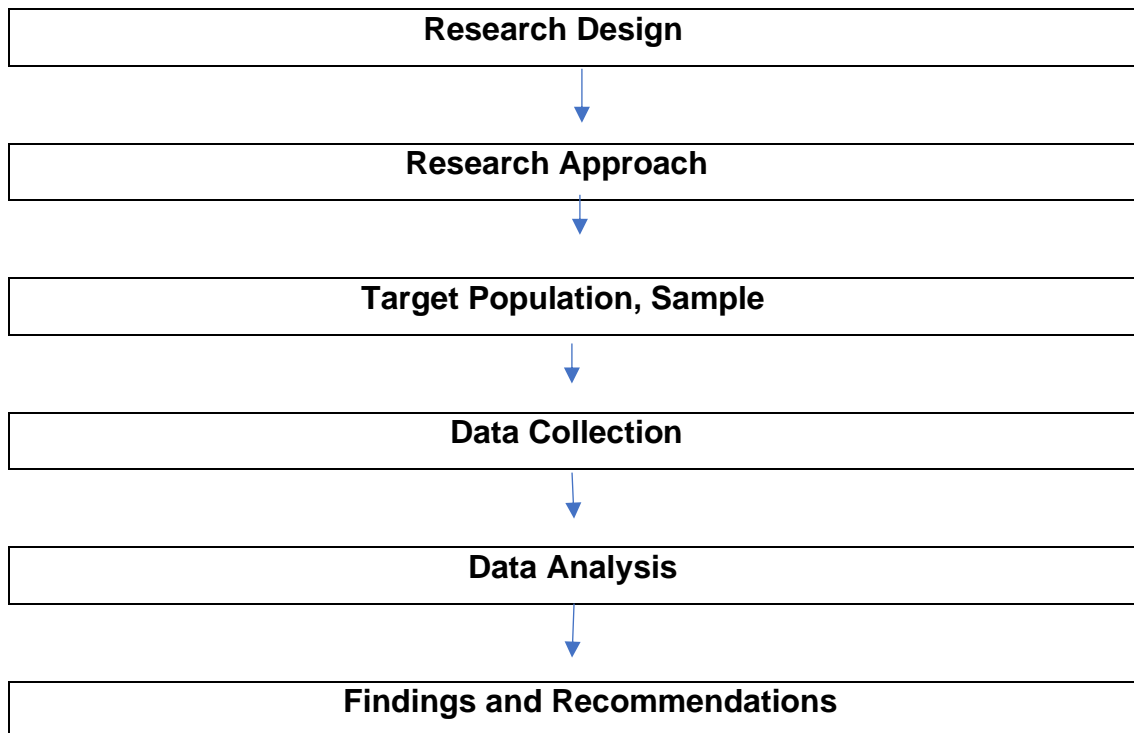 Research Design
Research Approach
Target Population, Sample
Data Collection
Data Analysis
Findings and Recommendations